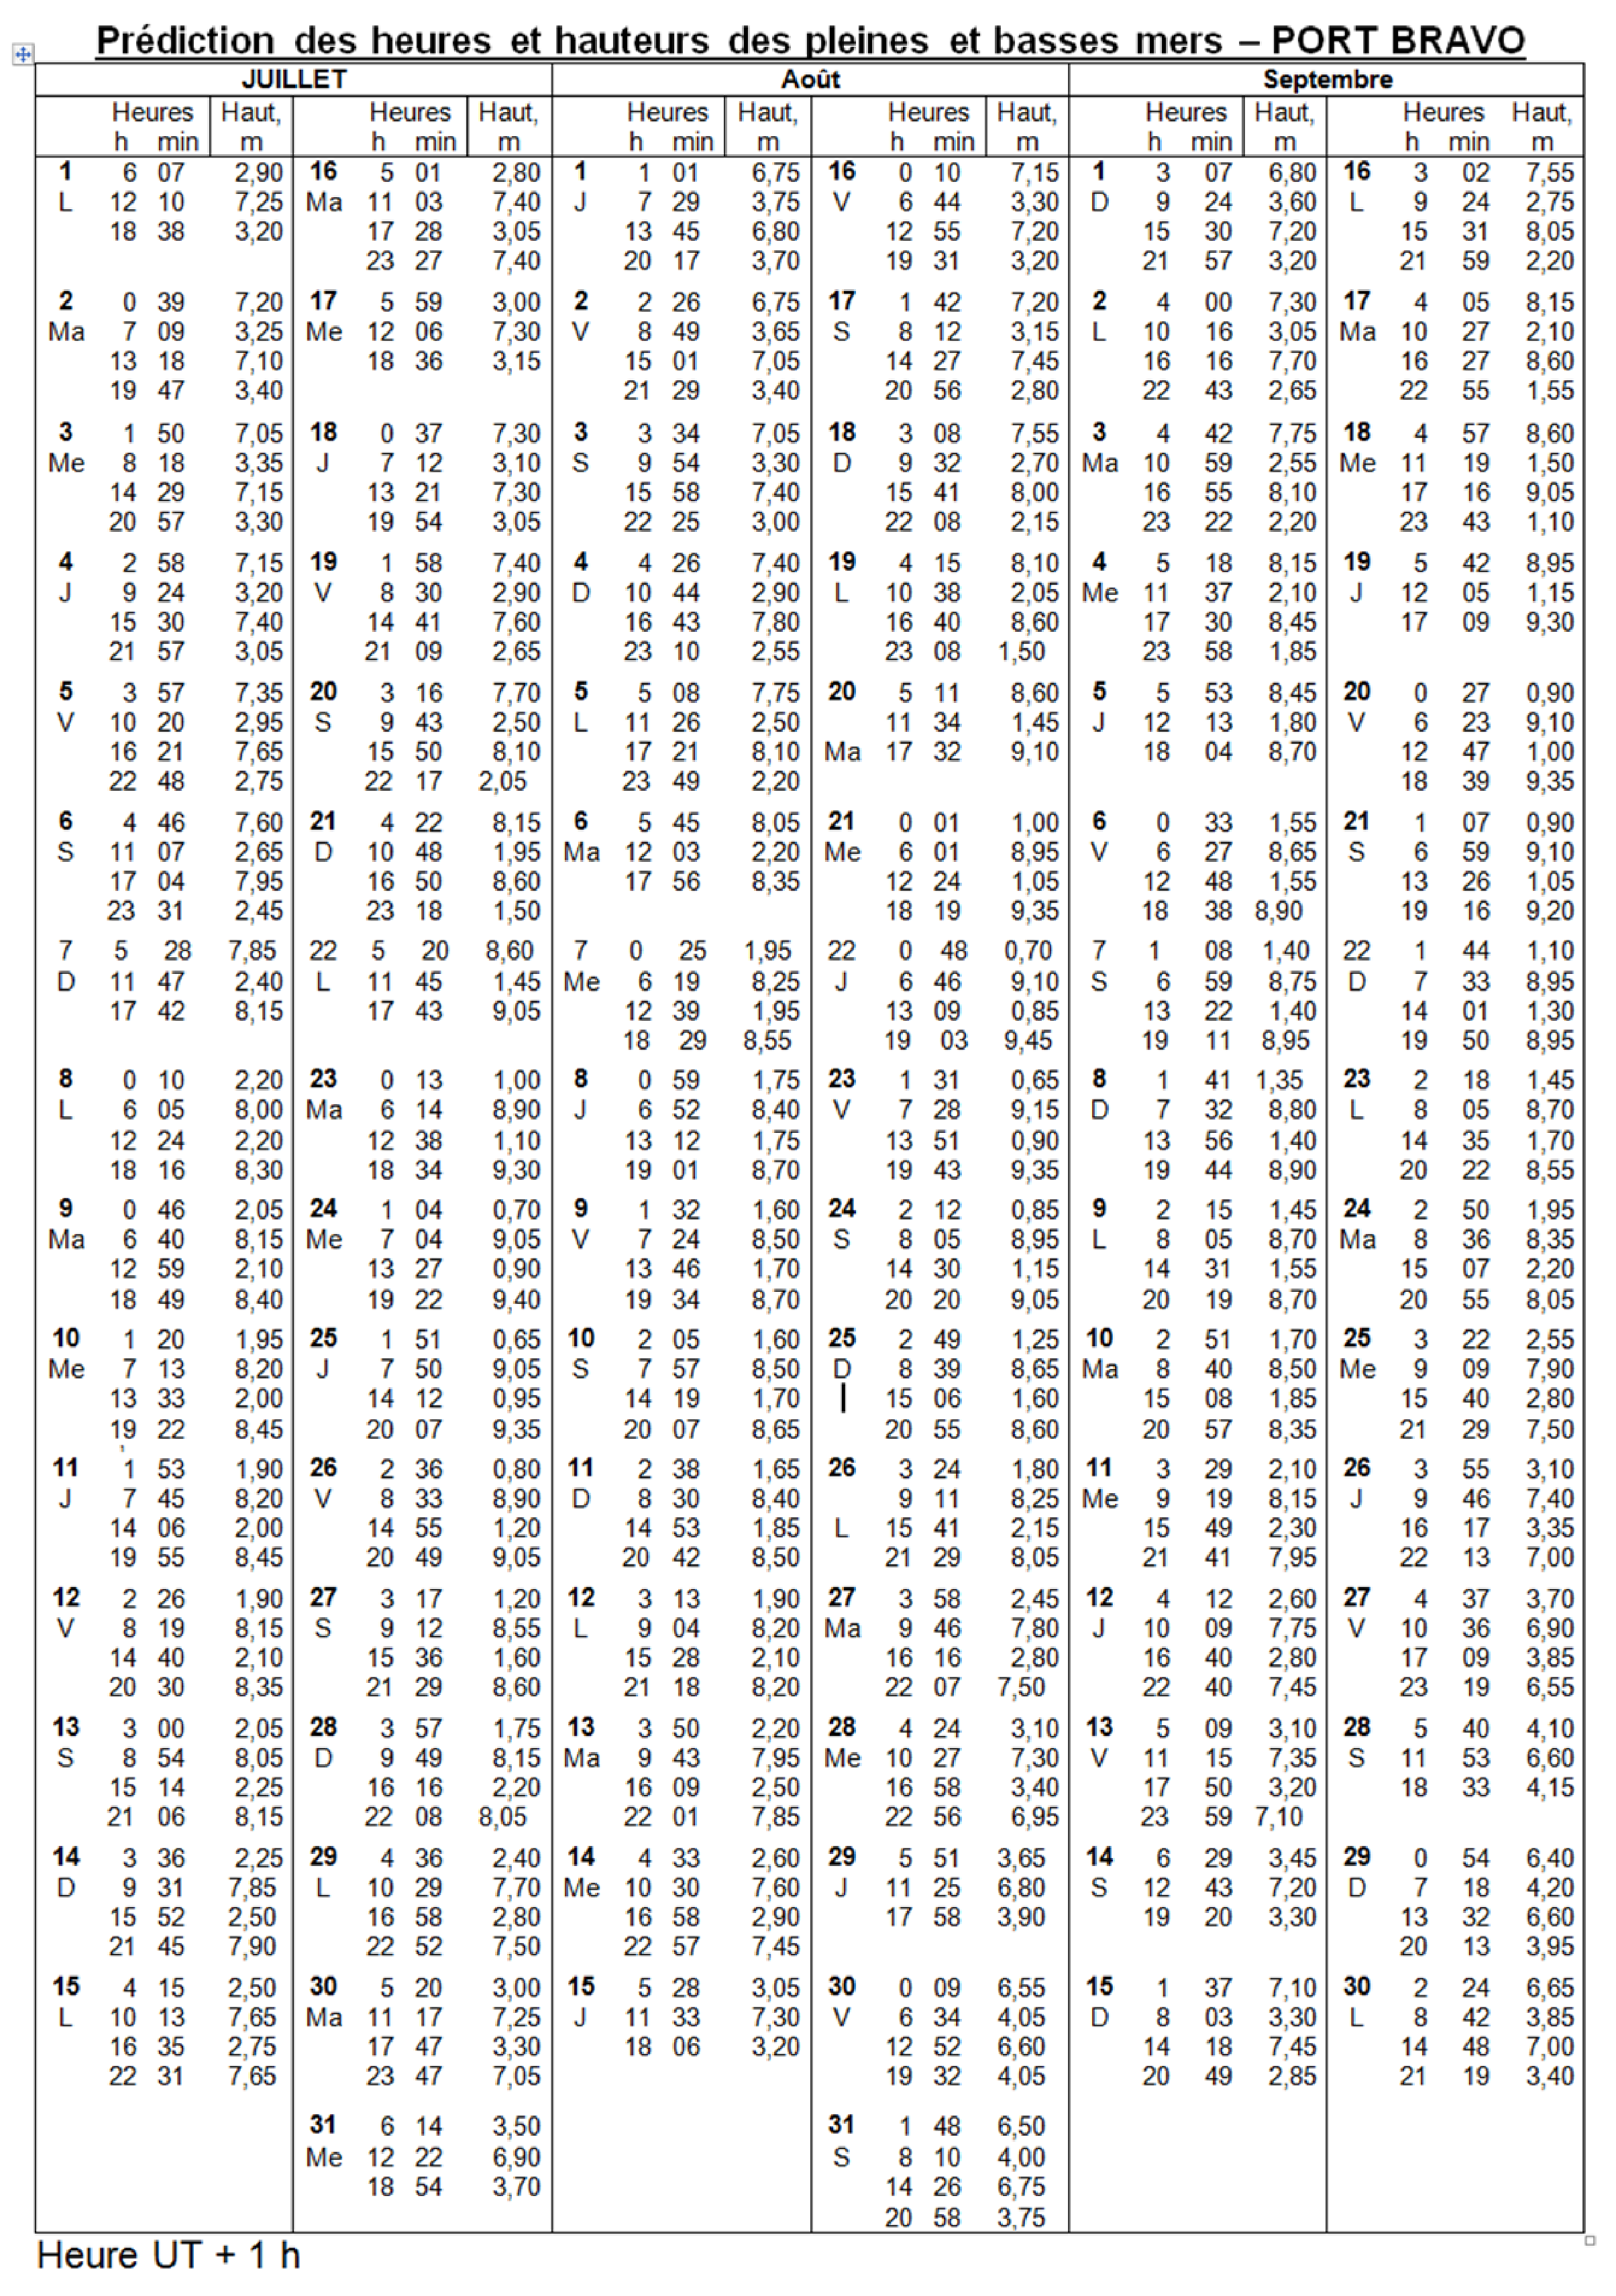 Prédiction des heures et hauteurs des pleines et basses mers – PORT BRAVO
JUILLET Août Septembre
Heures Haut, Heures Haut, Heures Haut, Heures Haut, Heures Haut, Heures Haut,
h min m h min m h min m h min m h min m h min m
1 6 07 2,90 16 5 01 2,80 1 1 01 6,75 16 0 10 7,15 1 3 07 6,80 16 3 02 7,55
L 12 10 7,25 Ma 11 03 7,40 J 7 29 3,75 V 6 44 3,30 D 9 24 3,60 L 9 24 2,75
18 38 3,20 17 28 3,05 13 45 6,80 12 55 7,20 15 30 7,20 15 31 8,05
23 27 7,40 20 17 3,70 19 31 3,20 21 57 3,20 21 59 2,20
2 0 39 7,20 17 5 59 3,00 2 2 26 6,75 17 1 42 7,20 2 4 00 7,30 17 4 05 8,15
Ma 7 09 3,25 Me 12 06 7,30 V 8 49 3,65 S 8 12 3,15 L 10 16 3,05 Ma 10 27 2,10
13 18 7,10 18 36 3,15 15 01 7,05 14 27 7,45 16 16 7,70 16 27 8,60
19 47 3,40 21 29 3,40 20 56 2,80 22 43 2,65 22 55 1,55
3 1 50 7,05 18 0 37 7,30 3 3 34 7,05 18 3 08 7,55 3 4 42 7,75 18 4 57 8,60
Me 8 18 3,35 J 7 12 3,10 S 9 54 3,30 D 9 32 2,70 Ma 10 59 2,55 Me 11 19 1,50
14 29 7,15 13 21 7,30 15 58 7,40 15 41 8,00 16 55 8,10 17 16 9,05
20 57 3,30 19 54 3,05 22 25 3,00 22 08 2,15 23 22 2,20 23 43 1,10
4 2 58 7,15 19 1 58 7,40 4 4 26 7,40 19 4 15 8,10 4 5 18 8,15 19 5 42 8,95
J 9 24 3,20 V 8 30 2,90 D 10 44 2,90 L 10 38 2,05 Me 11 37 2,10 J 12 05 1,15
15 30 7,40 14 41 7,60 16 43 7,80 16 40 8,60 17 30 8,45 17 09 9,30
21 57 3,05 21 09 2,65 23 10 2,55 23 08 1,50 23 58 1,85
5 3 57 7,35 20 3 16 7,70 5 5 08 7,75 20 5 11 8,60 5 5 53 8,45 20 0 27 0,90
V 10 20 2,95 S 9 43 2,50 L 11 26 2,50 11 34 1,45 J 12 13 1,80 V 6 23 9,10
16 21 7,65 15 50 8,10 17 21 8,10 Ma 17 32 9,10 18 04 8,70 12 47 1,00
22 48 2,75 22 17 2,05 23 49 2,20 18 39 9,35
6 4 46 7,60 21 4 22 8,15 6 5 45 8,05 21 0 01 1,00 6 0 33 1,55 21 1 07 0,90
S 11 07 2,65 D 10 48 1,95 Ma 12 03 2,20 Me 6 01 8,95 V 6 27 8,65 S 6 59 9,10
17 04 7,95 16 50 8,60 17 56 8,35 12 24 1,05 12 48 1,55 13 26 1,05
23 31 2,45 23 18 1,50 18 19 9,35 18 38 8,90 19 16 9,20
7 5 28 7,85 22 5 20 8,60 7 0 25 1,95 22 0 48 0,70 7 1 08 1,40 22 1 44 1,10
D 11 47 2,40 L 11 45 1,45 Me 6 19 8,25 J 6 46 9,10 S 6 59 8,75 D 7 33 8,95
17 42 8,15 17 43 9,05 12 39 1,95 13 09 0,85 13 22 1,40 14 01 1,30
18 29 8,55 19 03 9,45 19 11 8,95 19 50 8,95
8 0 10 2,20 23 0 13 1,00 8 0 59 1,75 23 1 31 0,65 8 1 41 1,35 23 2 18 1,45
L 6 05 8,00 Ma 6 14 8,90 J 6 52 8,40 V 7 28 9,15 D 7 32 8,80 L 8 05 8,70
12 24 2,20 12 38 1,10 13 12 1,75 13 51 0,90 13 56 1,40 14 35 1,70
18 16 8,30 18 34 9,30 19 01 8,70 19 43 9,35 19 44 8,90 20 22 8,55
9 0 46 2,05 24 1 04 0,70 9 1 32 1,60 24 2 12 0,85 9 2 15 1,45 24 2 50 1,95
Ma 6 40 8,15 Me 7 04 9,05 V 7 24 8,50 S 8 05 8,95 L 8 05 8,70 Ma 8 36 8,35
12 59 2,10 13 27 0,90 13 46 1,70 14 30 1,15 14 31 1,55 15 07 2,20
18 49 8,40 19 22 9,40 19 34 8,70 20 20 9,05 20 19 8,70 20 55 8,05
10 1 20 1,95 25 1 51 0,65 10 2 05 1,60 25 2 49 1,25 10 2 51 1,70 25 3 22 2,55
Me 7 13 8,20 J 7 50 9,05 S 7 57 8,50 D 8 39 8,65 Ma 8 40 8,50 Me 9 09 7,90
13 33 2,00 14 12 0,95 14 19 1,70 15 06 1,60 15 08 1,85 15 40 2,80
19 22 8,45 20 07 9,35 20 07 8,65 20 55 8,60 20 57 8,35 21 29 7,50
11 1 53 1,90 26 2 36 0,80 11 2 38 1,65 26 3 24 1,80 11 3 29 2,10 26 3 55 3,10
J 7 45 8,20 V 8 33 8,90 D 8 30 8,40 9 11 8,25 Me 9 19 8,15 J 9 46 7,40
14 06 2,00 14 55 1,20 14 53 1,85 L 15 41 2,15 15 49 2,30 16 17 3,35
19 55 8,45 20 49 9,05 20 42 8,50 21 29 8,05 21 41 7,95 22 13 7,00
12 2 26 1,90 27 3 17 1,20 12 3 13 1,90 27 3 58 2,45 12 4 12 2,60 27 4 37 3,70
V 8 19 8,15 S 9 12 8,55 L 9 04 8,20 Ma 9 46 7,80 J 10 09 7,75 V 10 36 6,90
14 40 2,10 15 36 1,60 15 28 2,10 16 16 2,80 16 40 2,80 17 09 3,85
20 30 8,35 21 29 8,60 21 18 8,20 22 07 7,50 22 40 7,45 23 19 6,55
13 3 00 2,05 28 3 57 1,75 13 3 50 2,20 28 4 24 3,10 13 5 09 3,10 28 5 40 4,10
S 8 54 8,05 D 9 49 8,15 Ma 9 43 7,95 Me 10 27 7,30 V 11 15 7,35 S 11 53 6,60
15 14 2,25 16 16 2,20 16 09 2,50 16 58 3,40 17 50 3,20 18 33 4,15
21 06 8,15 22 08 8,05 22 01 7,85 22 56 6,95 23 59 7,10
14 3 36 2,25 29 4 36 2,40 14 4 33 2,60 29 5 51 3,65 14 6 29 3,45 29 0 54 6,40
D 9 31 7,85 L 10 29 7,70 Me 10 30 7,60 J 11 25 6,80 S 12 43 7,20 D 7 18 4,20
15 52 2,50 16 58 2,80 16 58 2,90 17 58 3,90 19 20 3,30 13 32 6,60
21 45 7,90 22 52 7,50 22 57 7,45 20 13 3,95
15 4 15 2,50 30 5 20 3,00 15 5 28 3,05 30 0 09 6,55 15 1 37 7,10 30 2 24 6,65
L 10 13 7,65 Ma 11 17 7,25 J 11 33 7,30 V 6 34 4,05 D 8 03 3,30 L 8 42 3,85
16 35 2,75 17 47 3,30 18 06 3,20 12 52 6,60 14 18 7,45 14 48 7,00
22 31 7,65 23 47 7,05 19 32 4,05 20 49 2,85 21 19 3,40
31 6 14 3,50 31 1 48 6,50
Me 12 22 6,90 S 8 10 4,00
18 54 3,70 14 26 6,75
20 58 3,75
Heure UT + 1 h